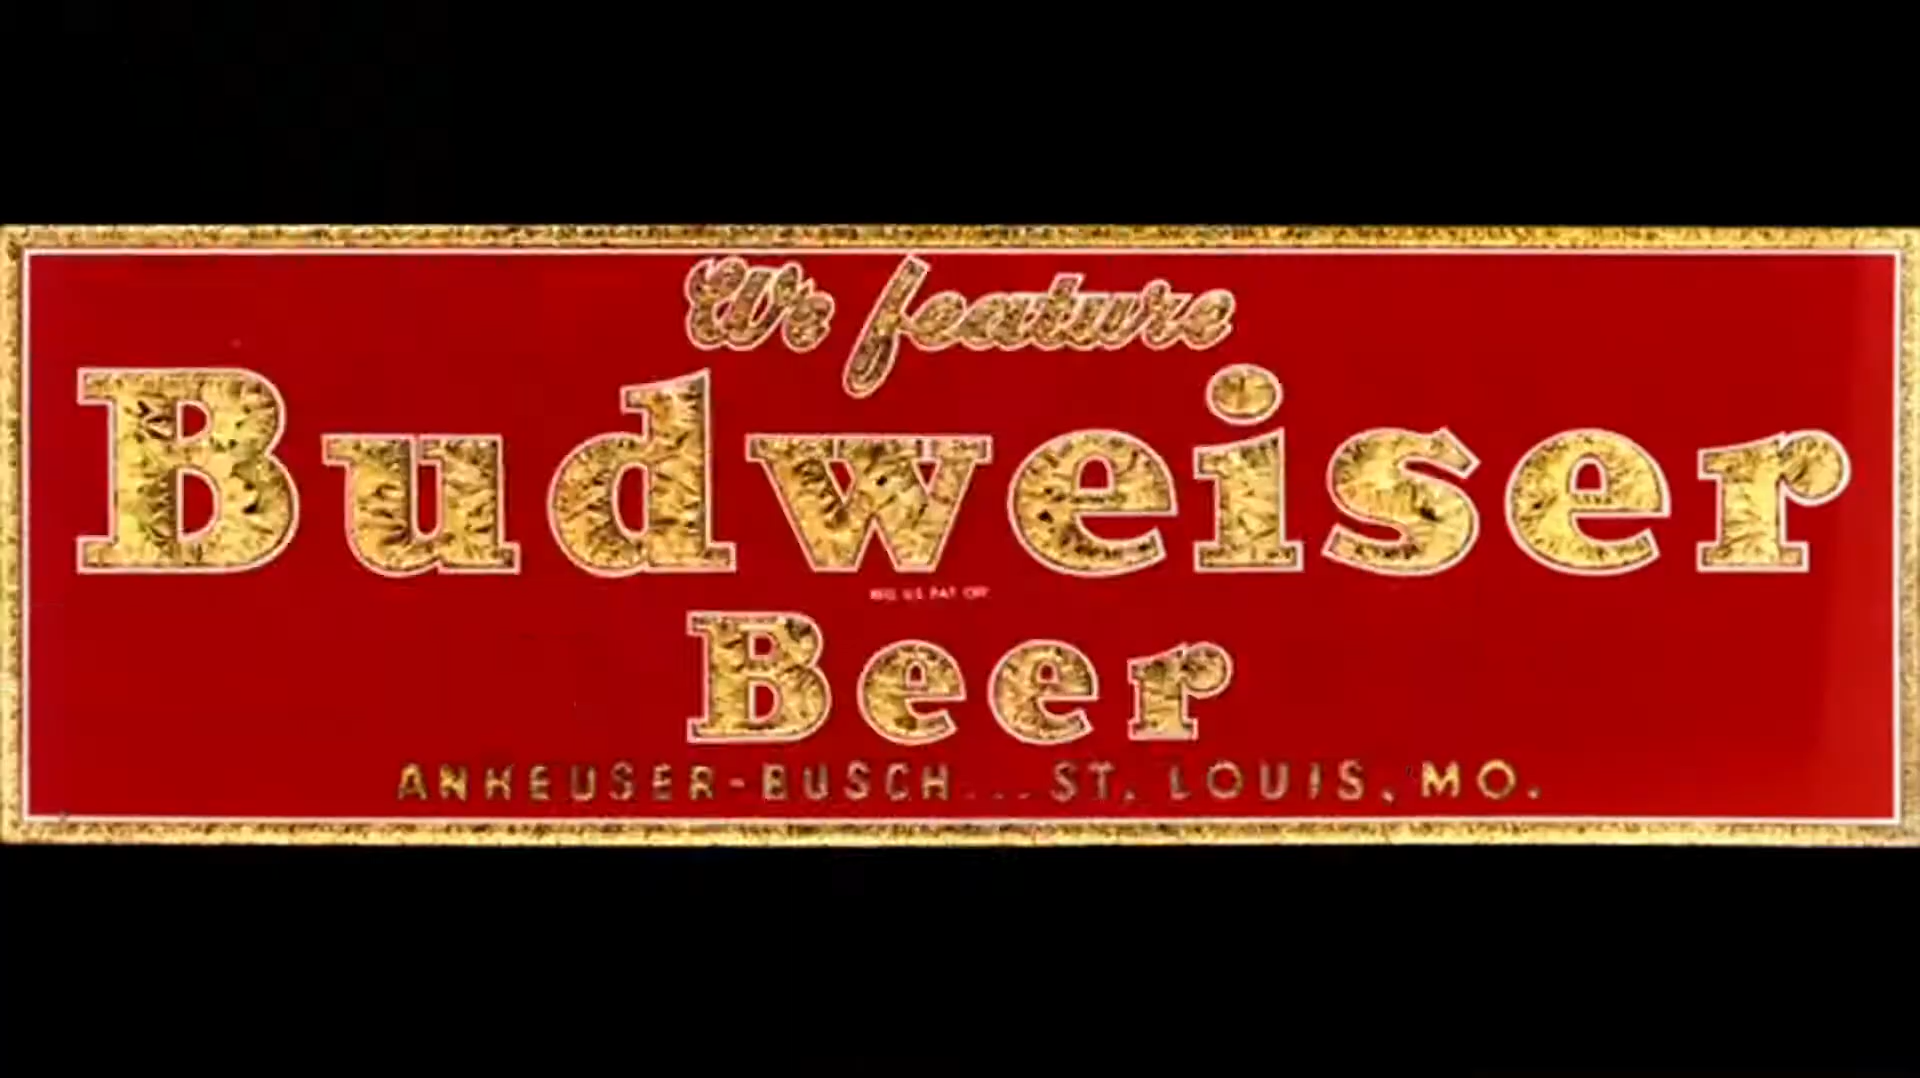 We feature
Budweiser
REG. U.S. PAT. OFF.
Beer
ANHEUSER-BUSCH...ST. LOUIS, MO.